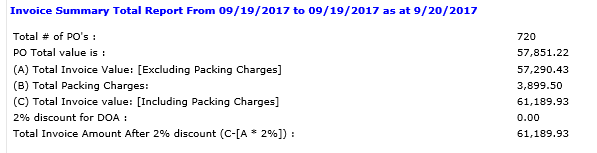 Invoice Summary Total Report From 09/19/2017 to 09/19/2017 as at 9/20/2017
Total # of PO's : 720
PO Total value is : 57,851.22
(A) Total Invoice Value: [Excluding Packing Charges] 57,290.43
(B) Total Packing Charges: 3,899.50
(C) Total Invoice value: [Including Packing Charges] 61,189.93
2% discount for DOA : 0.00
Total Invoice Amount After 2% discount (C-[A * 2%]) : 61,189.93